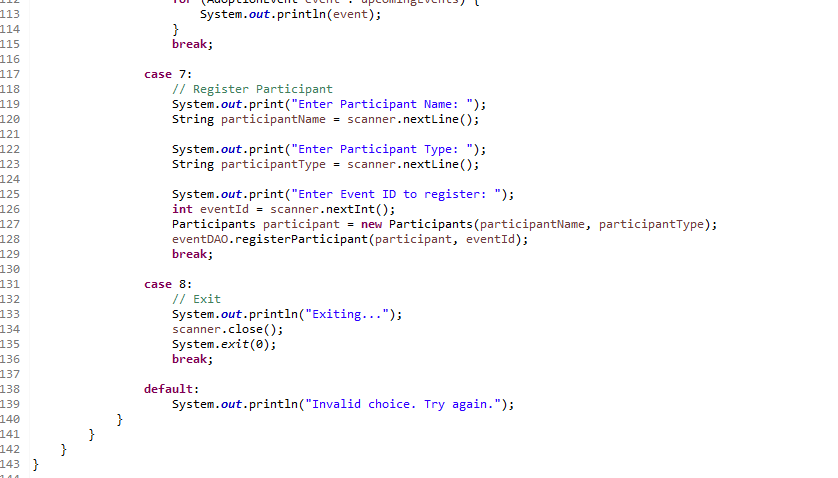 112 for (AdoptionEvent event : upcomingEvents) {
113 System.out.println(event);
114 }
115 break;
116
117 case 7:
118 // Register Participant
119 System.out.print("Enter Participant Name: ");
120 String participantName = scanner.nextLine();
121
122 System.out.print("Enter Participant Type: ");
123 String participantType = scanner.nextLine();
124
125 System.out.print("Enter Event ID to register: ");
126 int eventId = scanner.nextInt();
127 Participants participant = new Participants(participantName, participantType);
128 eventDAO.registerParticipant(participant, eventId);
129 break;
130
131 case 8:
132 // Exit
133 System.out.println("Exiting...");
134 scanner.close();
135 System.exit(0);
136 break;
137
138 default:
139 System.out.println("Invalid choice. Try again.");
140 }
141 }
142 }
143 }